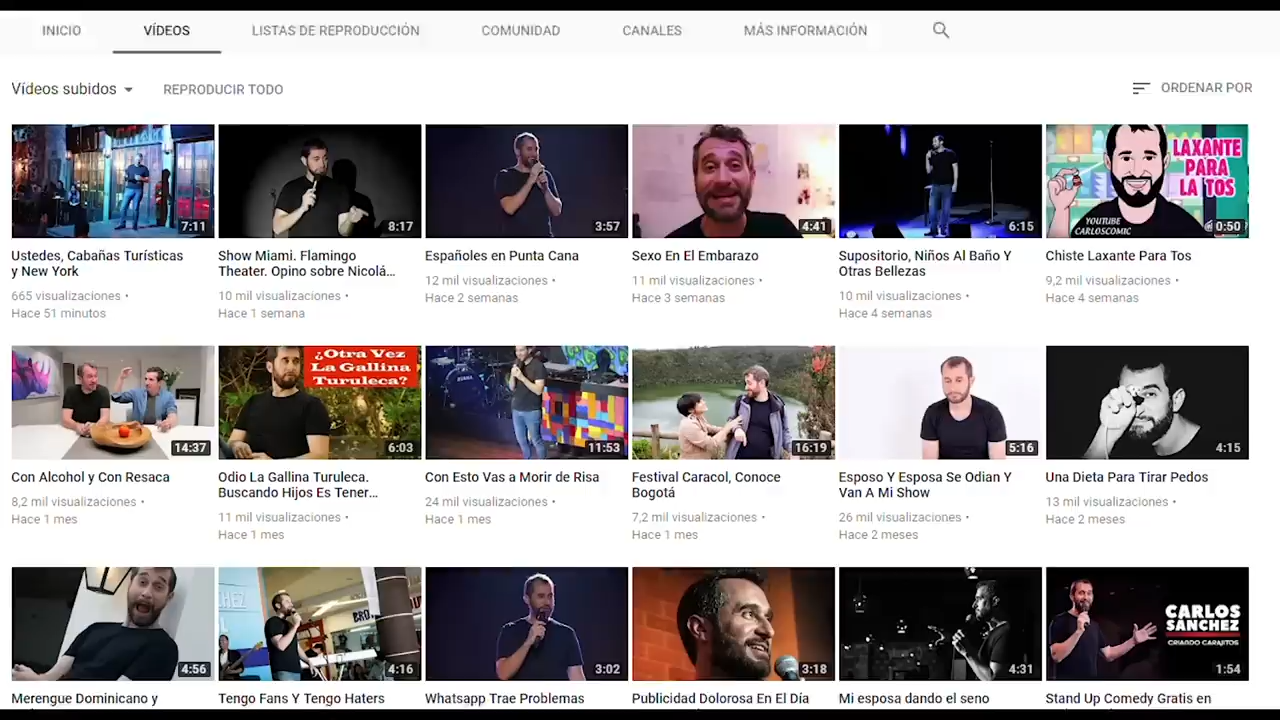 INICIO
VÍDEOS
LISTAS DE REPRODUCCIÓN
COMUNIDAD
CANALES
MÁS INFORMACIÓN
Vídeos subidos
REPRODUCIR TODO
ORDENAR POR
7:11
Ustedes, Cabañas Turísticas
y New York
665 visualizaciones •
Hace 51 minutos
8:17
Show Miami. Flamingo
Theater. Opino sobre Nicolá...
10 mil visualizaciones •
Hace 1 semana
3:57
Españoles en Punta Cana
12 mil visualizaciones •
Hace 2 semanas
4:41
Sexo En El Embarazo
11 mil visualizaciones •
Hace 3 semanas
6:15
Supositorio, Niños Al Baño Y
Otras Bellezas
10 mil visualizaciones •
Hace 4 semanas
LAXANTE
PARA
LA TOS
YOUTUBE
CARLOSCOMIC
0:50
Chiste Laxante Para Tos
9,2 mil visualizaciones •
Hace 4 semanas
14:37
Con Alcohol y Con Resaca
8,2 mil visualizaciones •
Hace 1 mes
¿Otra Vez
La Gallina
Turuleca?
6:03
Odio La Gallina Turuleca.
Buscando Hijos Es Tener...
11 mil visualizaciones •
Hace 1 mes
11:53
Con Esto Vas a Morir de Risa
24 mil visualizaciones •
Hace 1 mes
16:19
Festival Caracol, Conoce
Bogotá
7,2 mil visualizaciones •
Hace 1 mes
5:16
Esposo Y Esposa Se Odian Y
Van A Mi Show
26 mil visualizaciones •
Hace 2 meses
4:15
Una Dieta Para Tirar Pedos
13 mil visualizaciones •
Hace 2 meses
4:56
Merengue Dominicano y
4:16
Tengo Fans Y Tengo Haters
3:02
Whatsapp Trae Problemas
3:18
Publicidad Dolorosa En El Día
4:31
Mi esposa dando el seno
CARLOS
SÁNCHEZ
CRIANDO CARAJITOS
1:54
Stand Up Comedy Gratis en